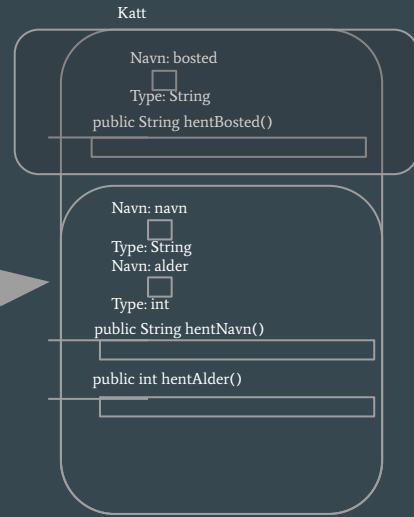 Katt
Navn: bosted
Type: String
public String hentBosted()
Navn: navn
Type: String
Navn: alder
Type: int
public String hentNavn()
public int hentAlder()